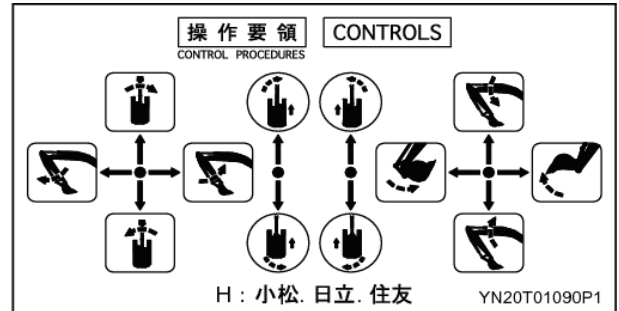 操作要領 CONTROLS
CONTROL PROCEDURES
H : 小松. 日立. 住友
YN20T01090P1